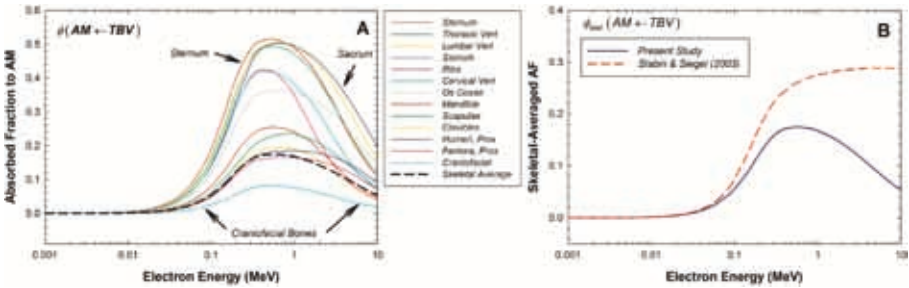 A
ϕ(AM ← TBV)
Sternum
Sacrum
Craniofacial Bones
Absorbed Fraction to AM
0.6
0.5
0.4
0.3
0.2
0.1
0.0
0.001
0.01
0.1
1
10
Electron Energy (MeV)
Sternum
Thoracic Vert
Lumbar Vert
Sacrum
Ribs
Cervical Vert
Os Coxae
Mandible
Scapulae
Clavicles
Humeri, Prox
Femora, Prox
Craniofacial
Skeletal Average
B
(AM ← TBV)
Present Study
Stabin & Siegel (2003)
Skeletal-Averaged AF
0.4
0.3
0.2
0.1
0.0
0.001
0.01
0.1
1
10
Electron Energy (MeV)